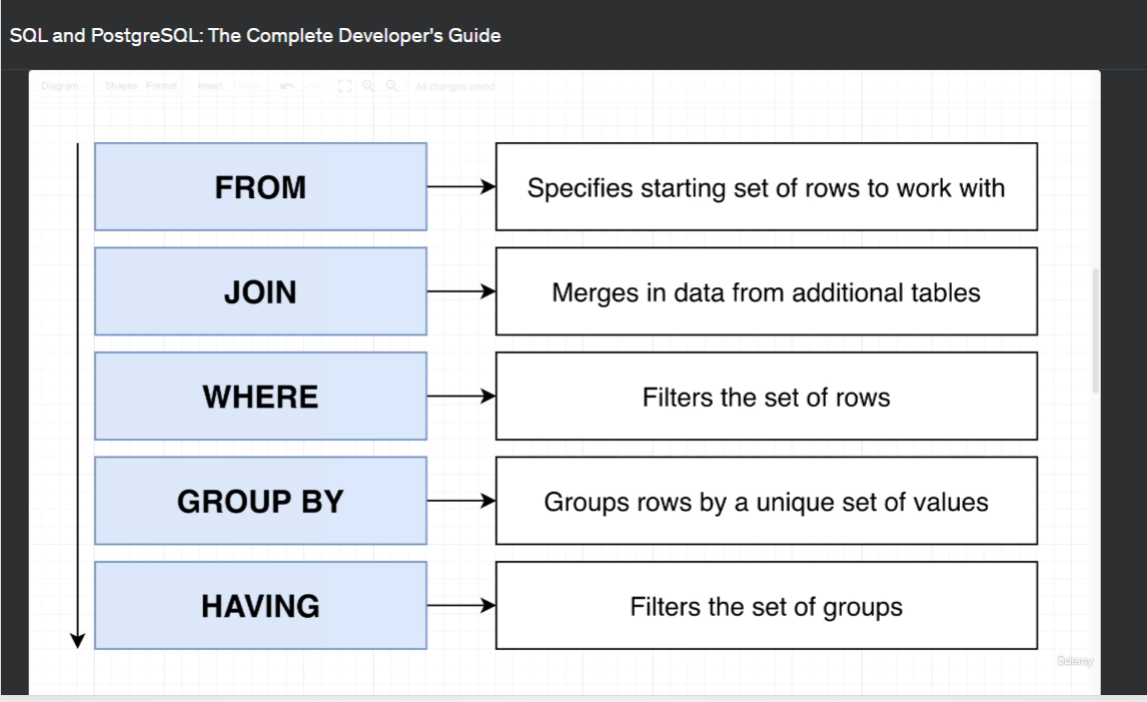 SQL and PostgreSQL: The Complete Developer's Guide
Diagram Shapes Format Insert All changes saved
FROM
Specifies starting set of rows to work with
JOIN
Merges in data from additional tables
WHERE
Filters the set of rows
GROUP BY
Groups rows by a unique set of values
HAVING
Filters the set of groups
Udemy